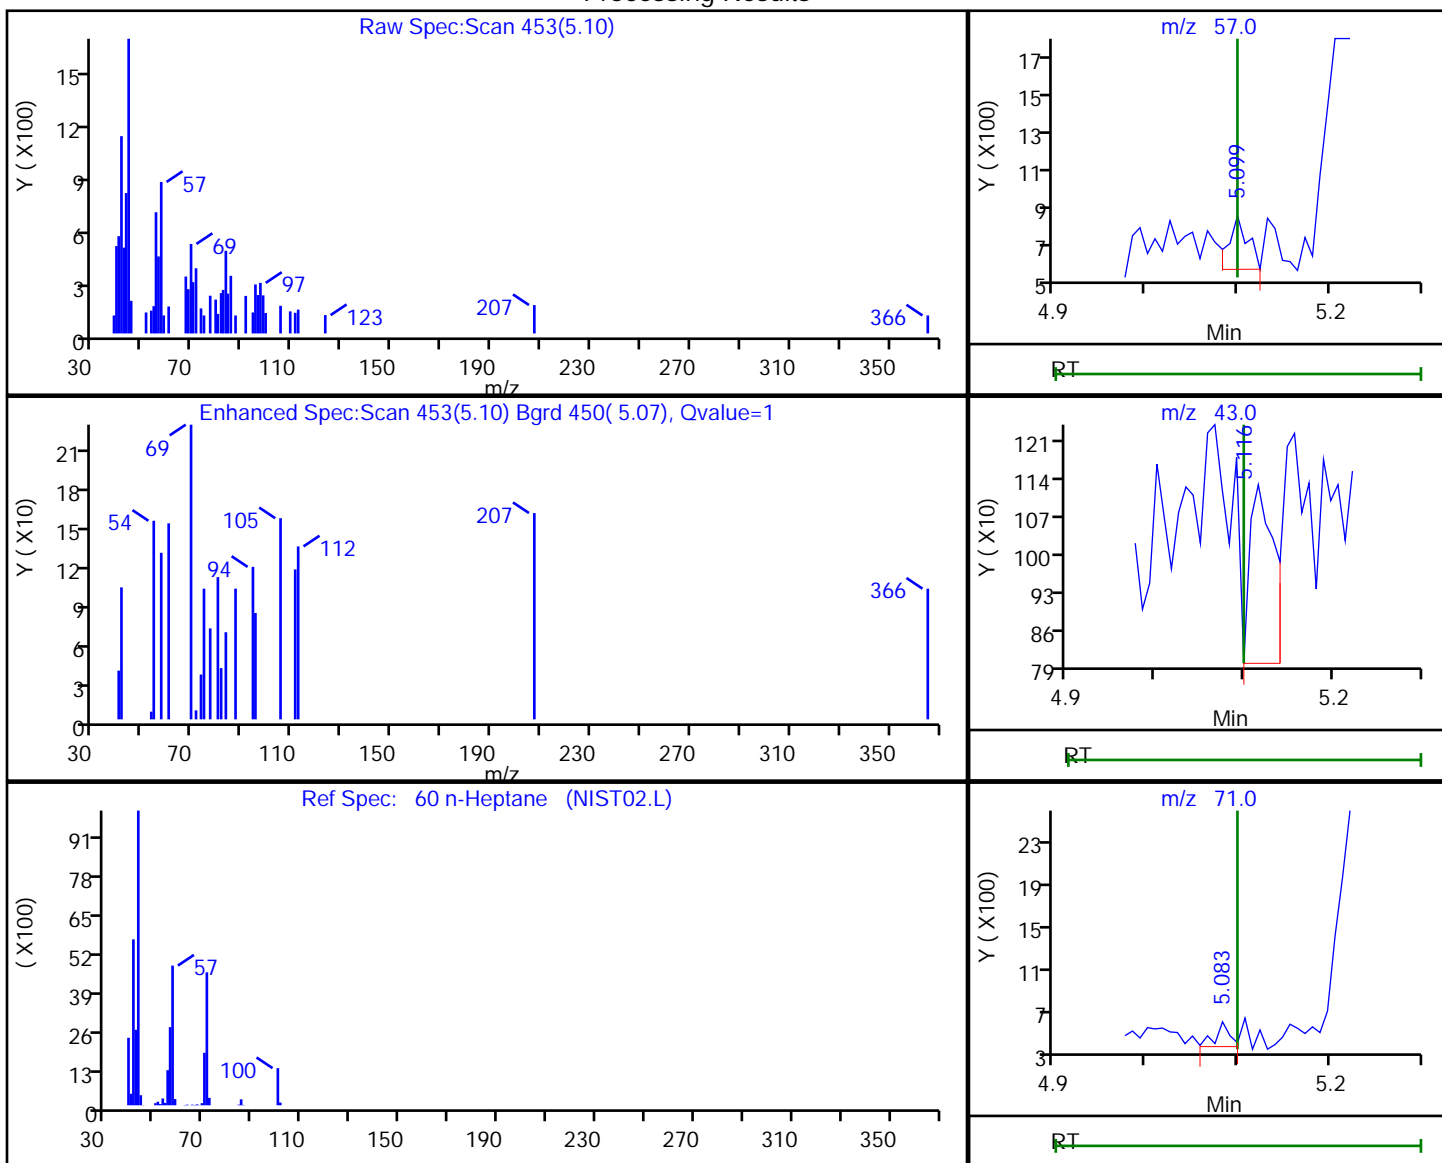 Processing Results
Raw Spec:Scan 453(5.10)
Y ( X100)
15
12
9
6
3
0
57
69
97
123
207
366
30 70 110 150 190 230 270 310 350
m/z
m/z 57.0
Y ( X100)
17
15
13
11
9
7
5
5.099
4.9 5.2
Min
RT
Enhanced Spec:Scan 453(5.10) Bgrd 450( 5.07), Qvalue=1
Y ( X10)
21
18
15
12
9
6
3
0
69
54
105
112
94
207
366
30 70 110 150 190 230 270 310 350
m/z
m/z 43.0
Y ( X10)
121
114
107
100
93
86
79
5.116
4.9 5.2
Min
RT
Ref Spec: 60 n-Heptane (NIST02.L)
( X100)
91
78
65
52
39
26
13
0
57
100
30 70 110 150 190 230 270 310 350
m/z 71.0
Y ( X100)
23
19
15
11
7
3
5.083
4.9 5.2
Min
RT